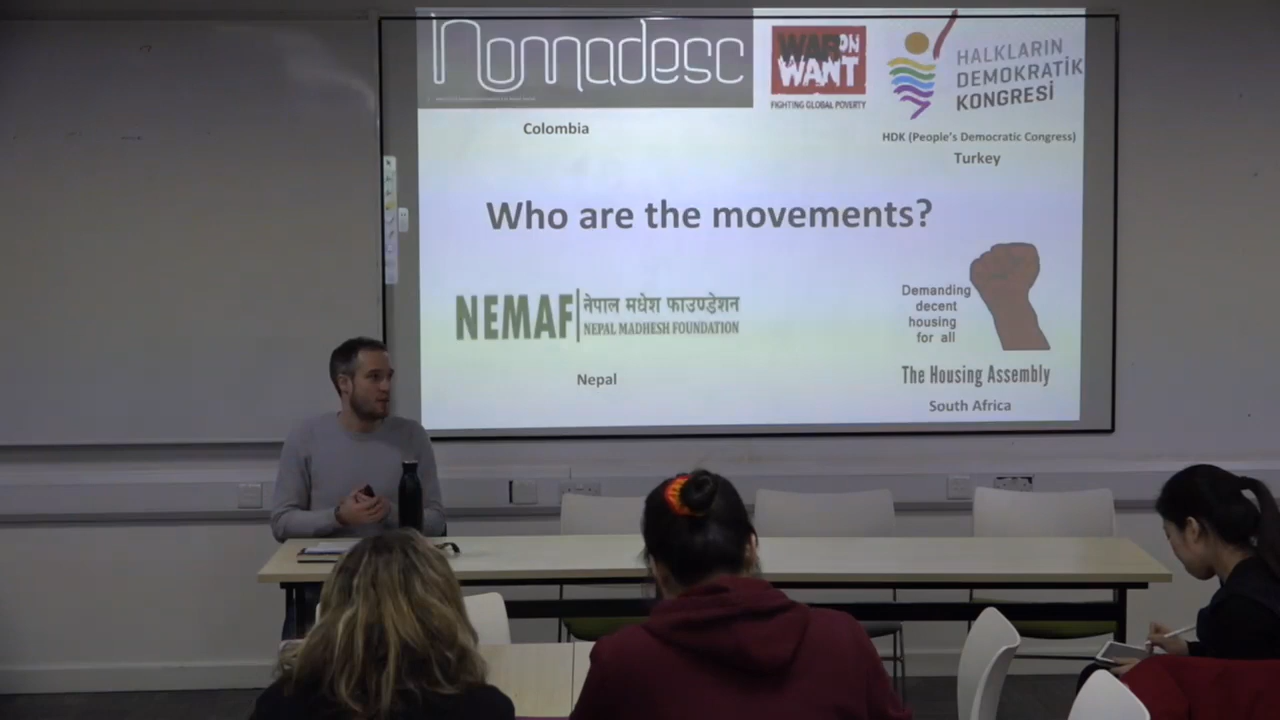 Nomadesc
WAR ON
WANT
FIGHTING GLOBAL POVERTY
HALKLARIN
DEMOKRATİK
KONGRESİ
Colombia
HDK (People's Democratic Congress)
Turkey
Who are the movements?
NEMAF
नेपाल मधेश फाउण्डेशन
NEPAL MADHESH FOUNDATION
Nepal
Demanding
decent
housing
for all
The Housing Assembly
South Africa